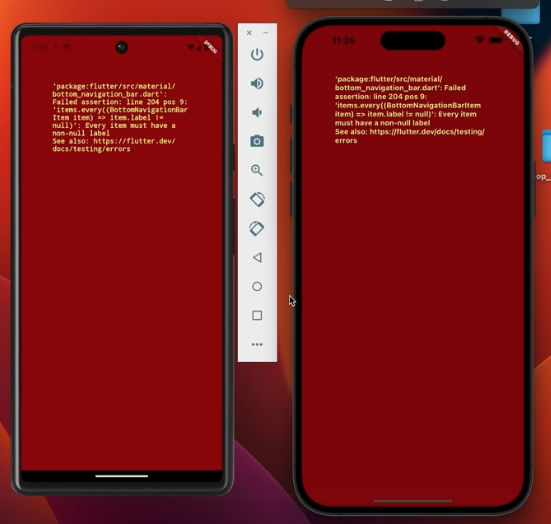 DEBUG
'package:flutter/src/material/
bottom_navigation_bar.dart':
Failed assertion: line 204 pos 9:
'items.every((BottomNavigationBar
Item item) => item.label !=
null)': Every item must have a
non-null label
See also: https://flutter.dev/
docs/testing/errors
11:35
DEBUG
'package:flutter/src/material/
bottom_navigation_bar.dart': Failed
assertion: line 204 pos 9:
'items.every((BottomNavigationBarItem
item) => item.label != null)': Every item
must have a non-null label
See also: https://flutter.dev/docs/testing/
errors
op_